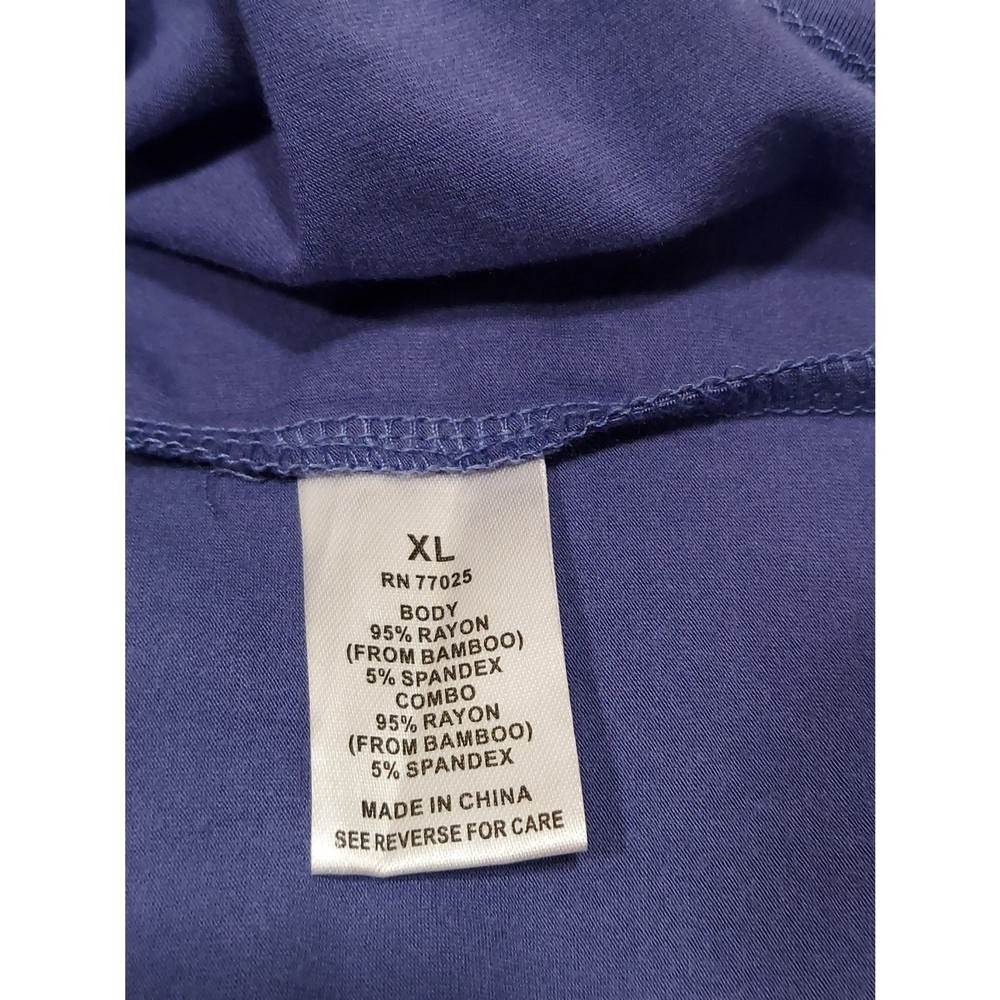 XL
RN 77025
BODY
95% RAYON
(FROM BAMBOO)
5% SPANDEX
COMBO
95% RAYON
(FROM BAMBOO)
5% SPANDEX
MADE IN CHINA
SEE REVERSE FOR CARE